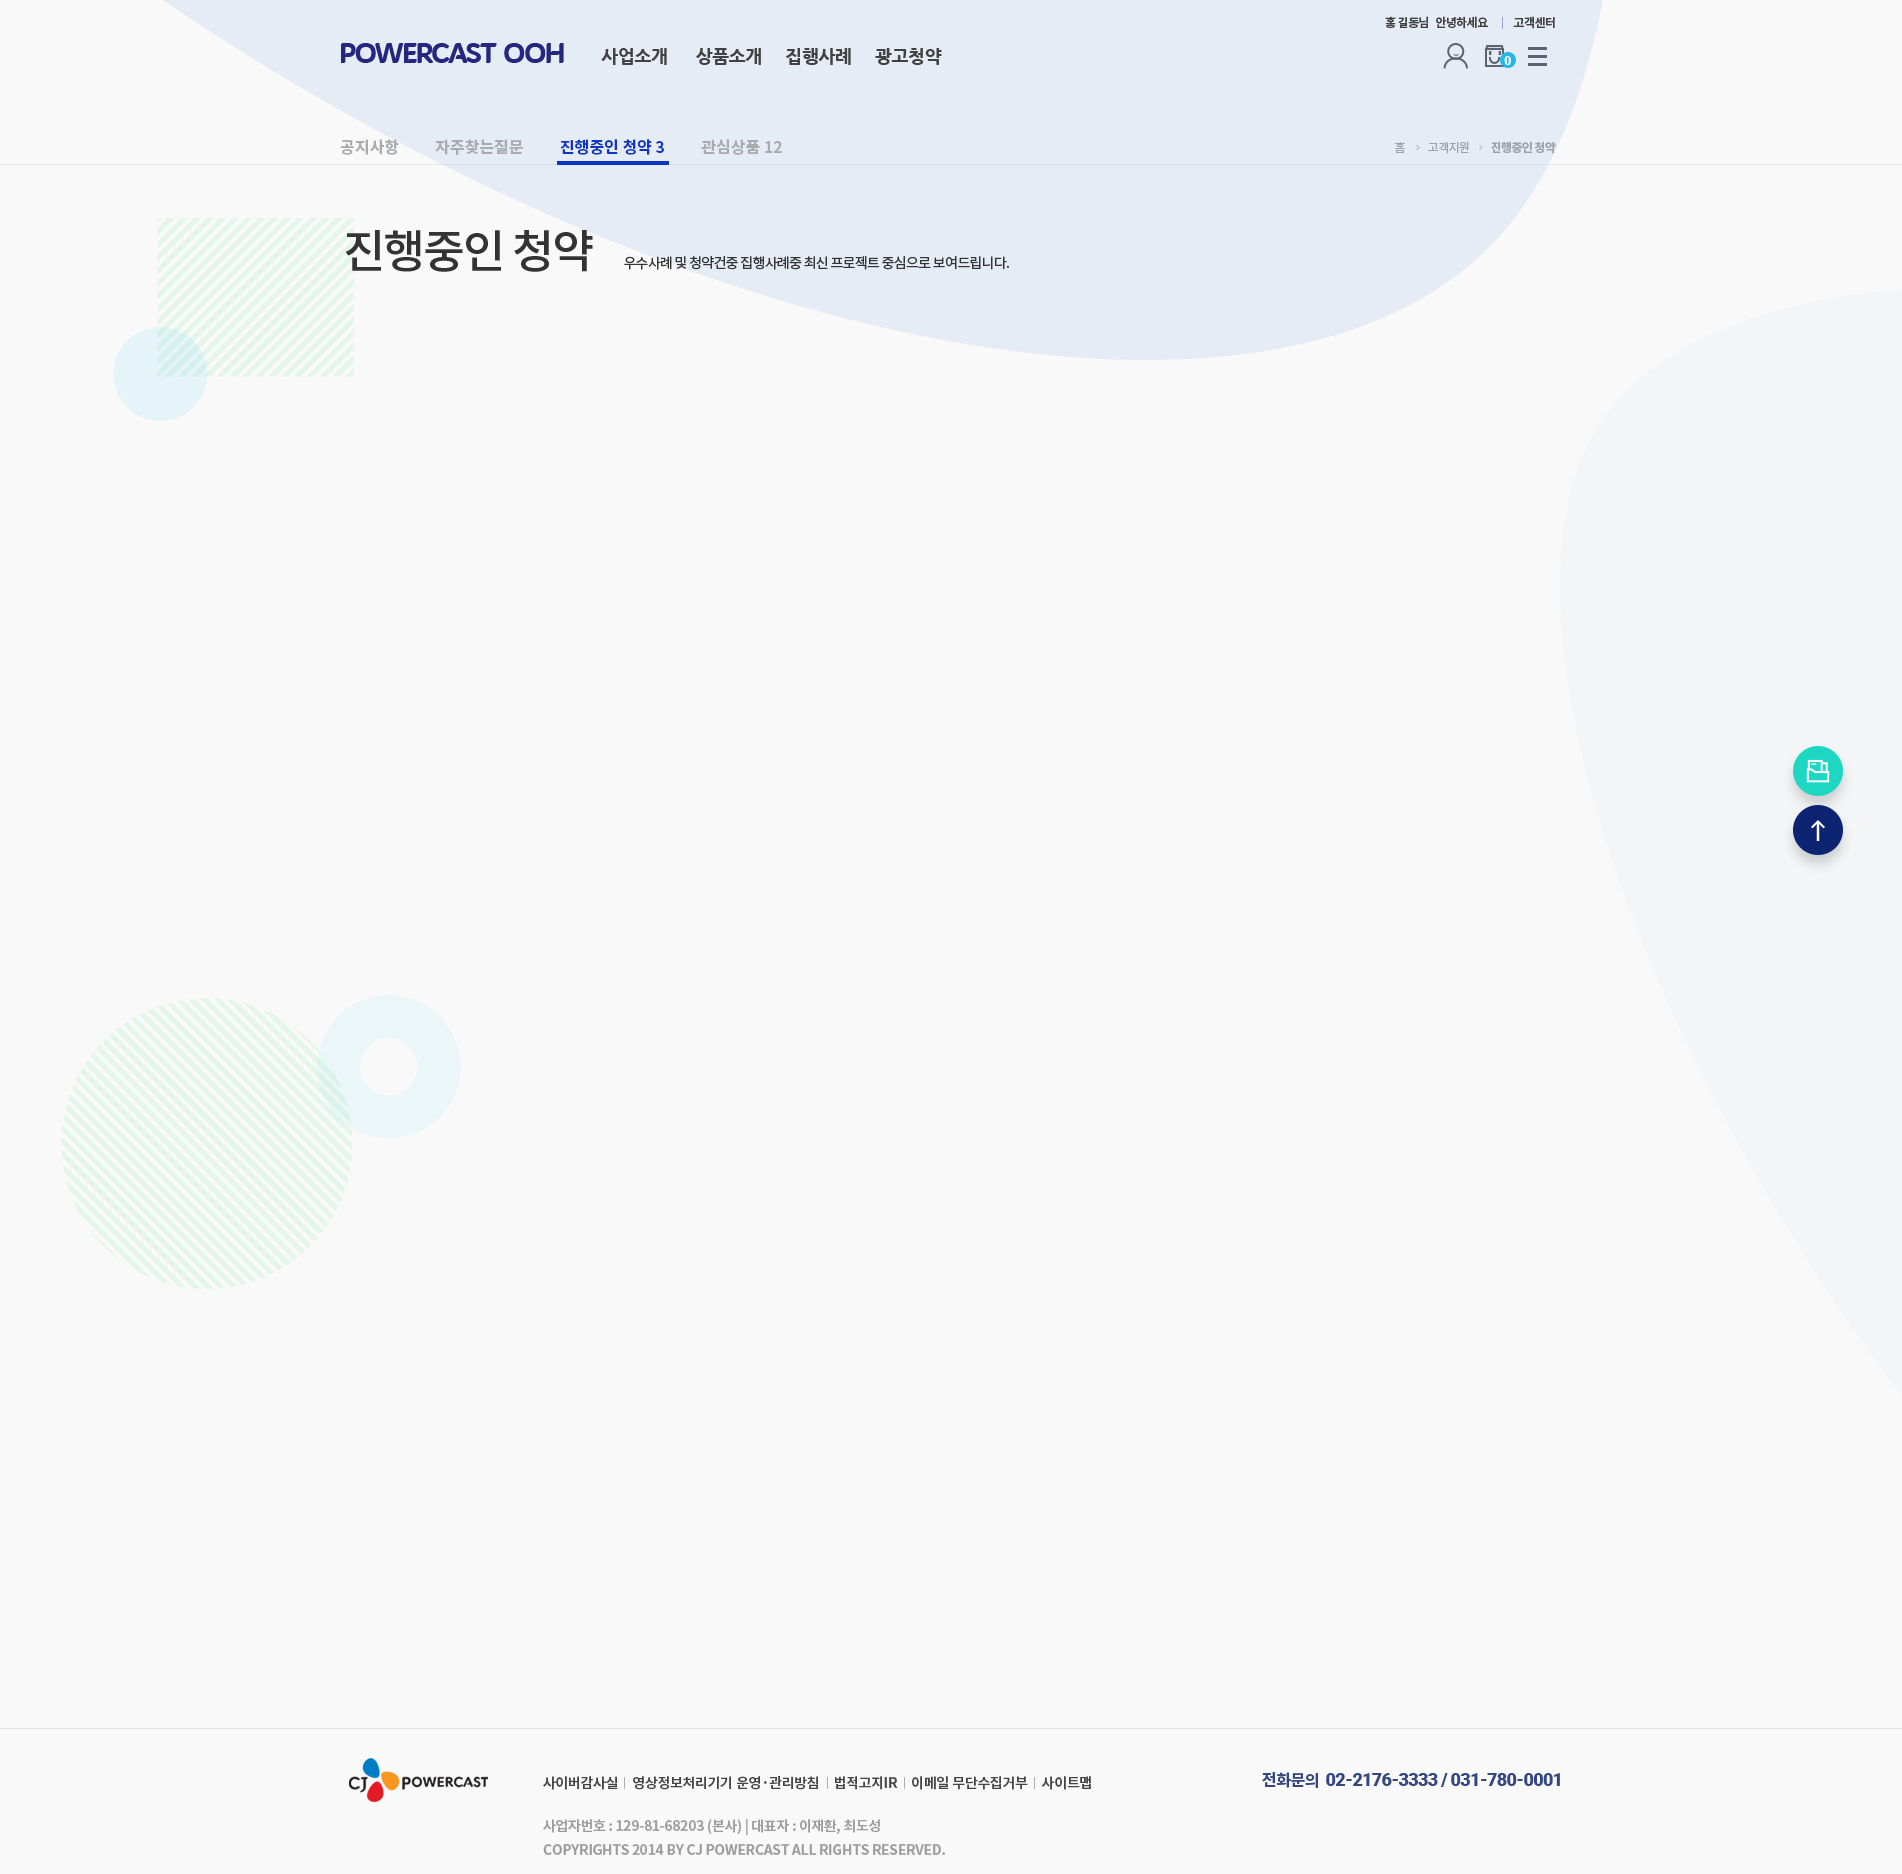 홍 길동님 안녕하세요 | 고객센터
POWERCAST OOH 사업소개 상품소개 집행사례 광고청약
0
공지사항 자주찾는질문 진행중인 청약 3 관심상품 12
홈 > 고객지원 > 진행중인 청약
진행중인 청약 우수사례 및 청약건중 집행사례중 최신 프로젝트 중심으로 보여드립니다.
CJ POWERCAST
사이버감사실 | 영상정보처리기기 운영·관리방침 | 법적고지IR | 이메일 무단수집거부 | 사이트맵
전화문의 02-2176-3333 / 031-780-0001
사업자번호 : 129-81-68203 (본사) | 대표자 : 이재환, 최도성
COPYRIGHTS 2014 BY CJ POWERCAST ALL RIGHTS RESERVED.